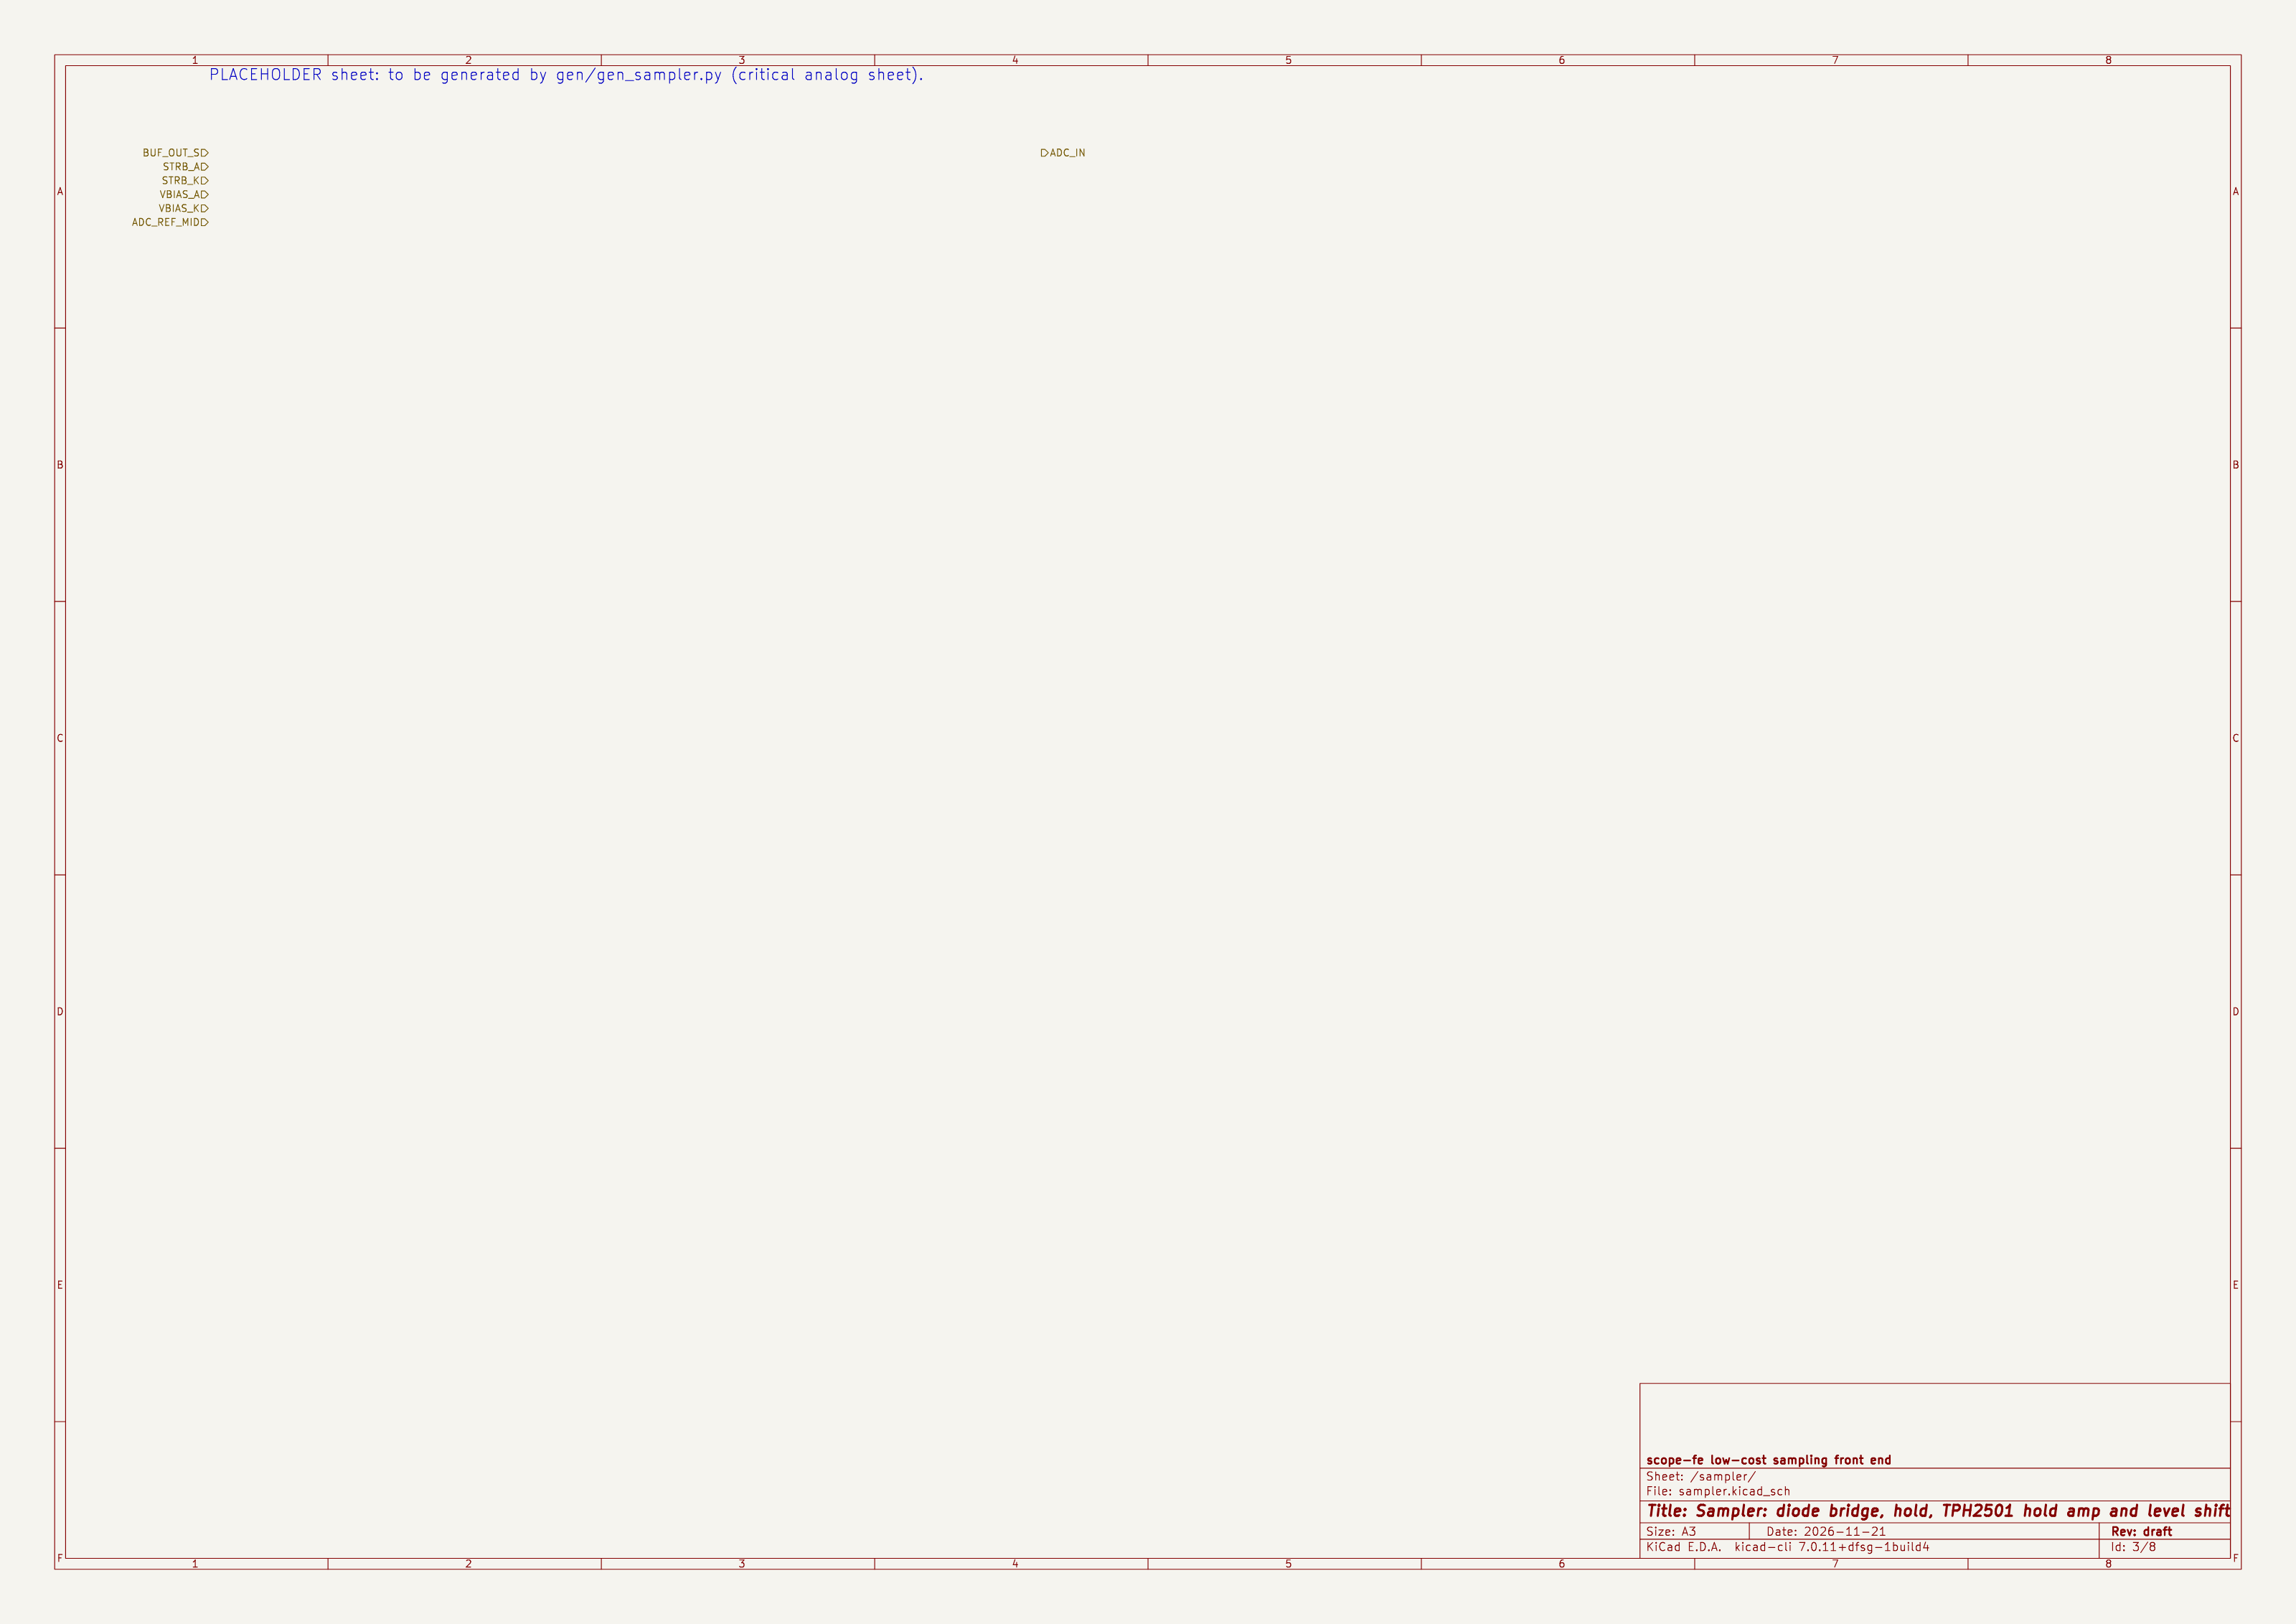 1 2 3 4 5 6 7 8
PLACEHOLDER sheet: to be generated by gen/gen_sampler.py (critical analog sheet).
BUF_OUT_S
ADC_IN
STRB_A
STRB_K
A A
VBIAS_A
VBIAS_K
ADC_REF_MID
B B
C C
D D
E E
scope-fe low-cost sampling front end
Sheet: /sampler/
File: sampler.kicad_sch
Title: Sampler: diode bridge, hold, TPH2501 hold amp and level shift
Size: A3 Date: 2026-11-21 Rev: draft
KiCad E.D.A. kicad-cli 7.0.11+dfsg-1build4 Id: 3/8
F F
1 2 3 4 5 6 7 8